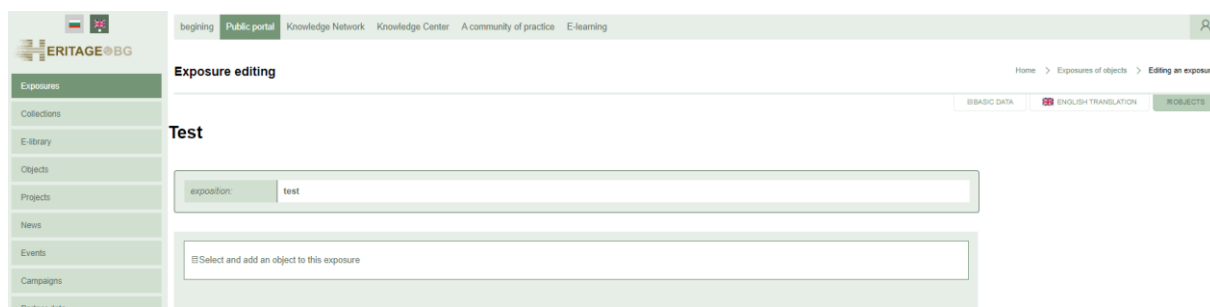 begining Public portal Knowledge Network Knowledge Center A community of practice E-learning
HERITAGE BG
Exposure editing
Home > Exposures of objects > Editing an exposur
Exposures
Collections
E-library
Objects
Projects
News
Events
Campaigns
BASIC DATA ENGLISH TRANSLATION OBJECTS
Test
exposition: test
Select and add an object to this exposure